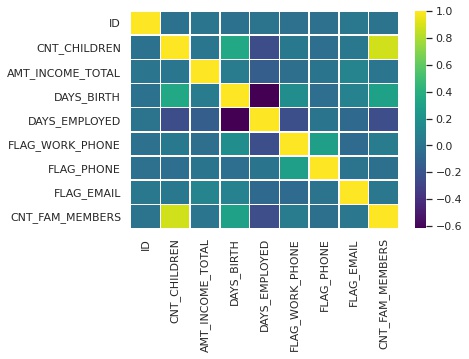 ID
CNT_CHILDREN
AMT_INCOME_TOTAL
DAYS_BIRTH
DAYS_EMPLOYED
FLAG_WORK_PHONE
FLAG_PHONE
FLAG_EMAIL
CNT_FAM_MEMBERS
ID
CNT_CHILDREN
AMT_INCOME_TOTAL
DAYS_BIRTH
DAYS_EMPLOYED
FLAG_WORK_PHONE
FLAG_PHONE
FLAG_EMAIL
CNT_FAM_MEMBERS
1.0
0.8
0.6
0.4
0.2
0.0
−0.2
−0.4
−0.6